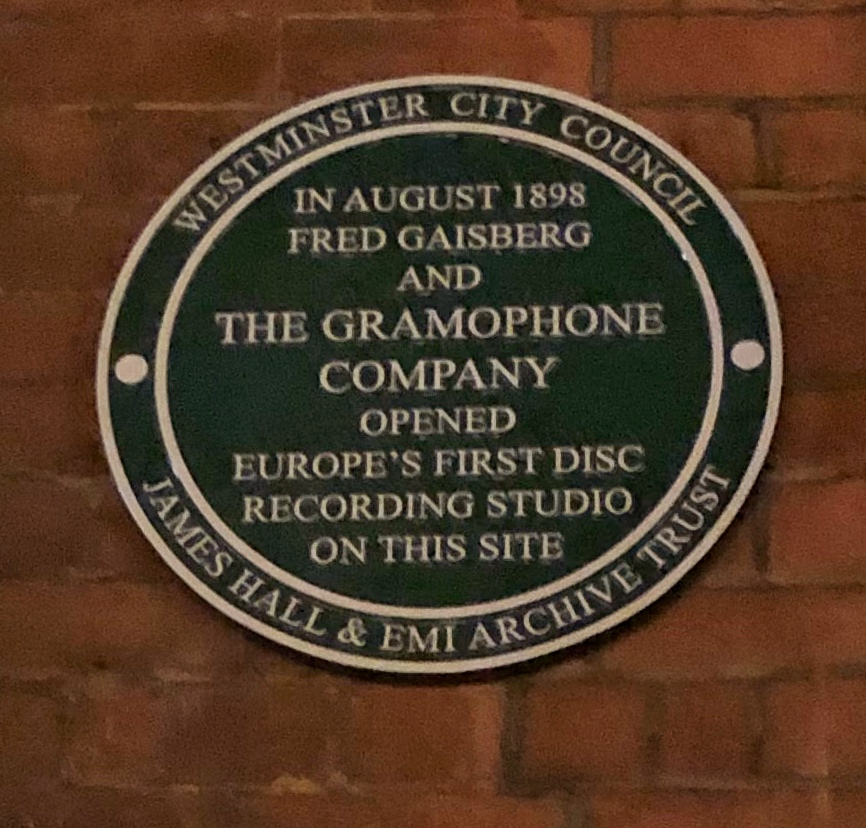 WESTMINSTER CITY COUNCIL
IN AUGUST 1898
FRED GAISBERG
AND
THE GRAMOPHONE
COMPANY
OPENED
EUROPE'S FIRST DISC
RECORDING STUDIO
ON THIS SITE
JAMES HALL & EMI ARCHIVE TRUST